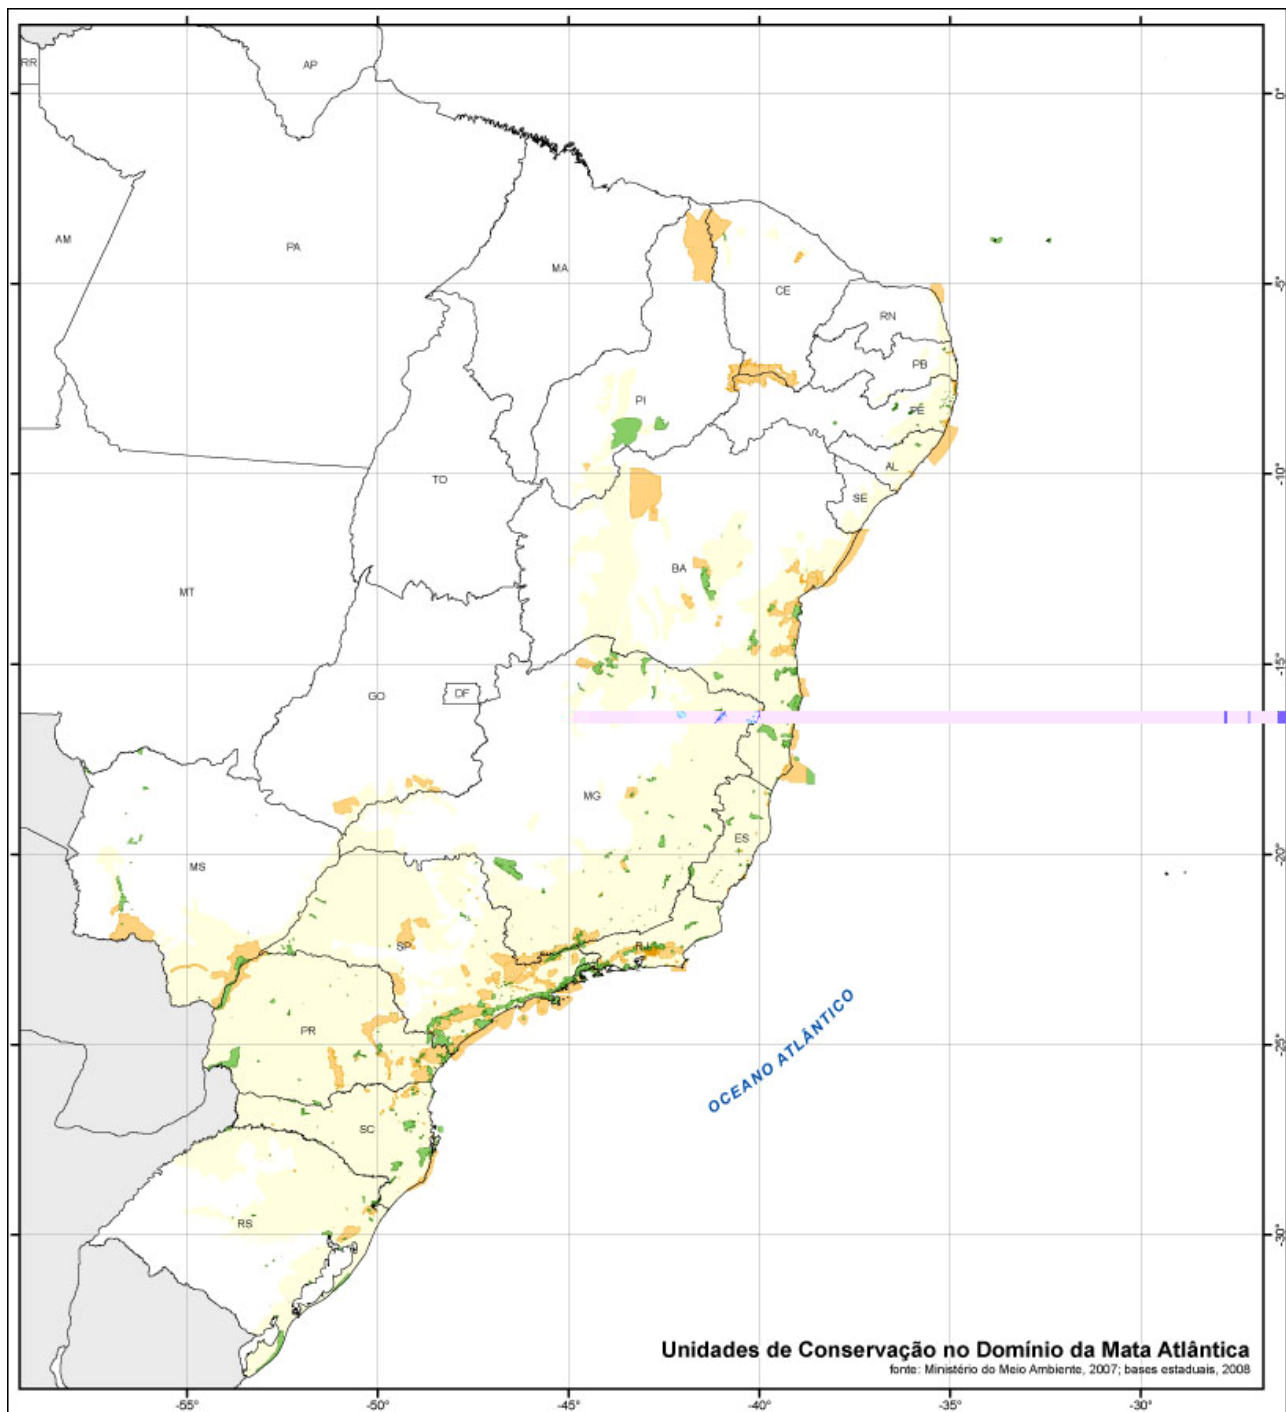 RR
AP
0°
AM
PA
MA
CE
-5°
RN
PB
PI
PE
AL
-10°
TO
SE
BA
MT
-15°
GO
DF
MG
ES
-20°
MS
SP
RJ
PR
-25°
OCEANO ATLÂNTICO
SC
RS
-30°
Unidades de Conservação no Domínio da Mata Atlântica
fonte: Ministério do Meio Ambiente, 2007; bases estaduais, 2008
-55°
-50°
-45°
-40°
-35°
-30°